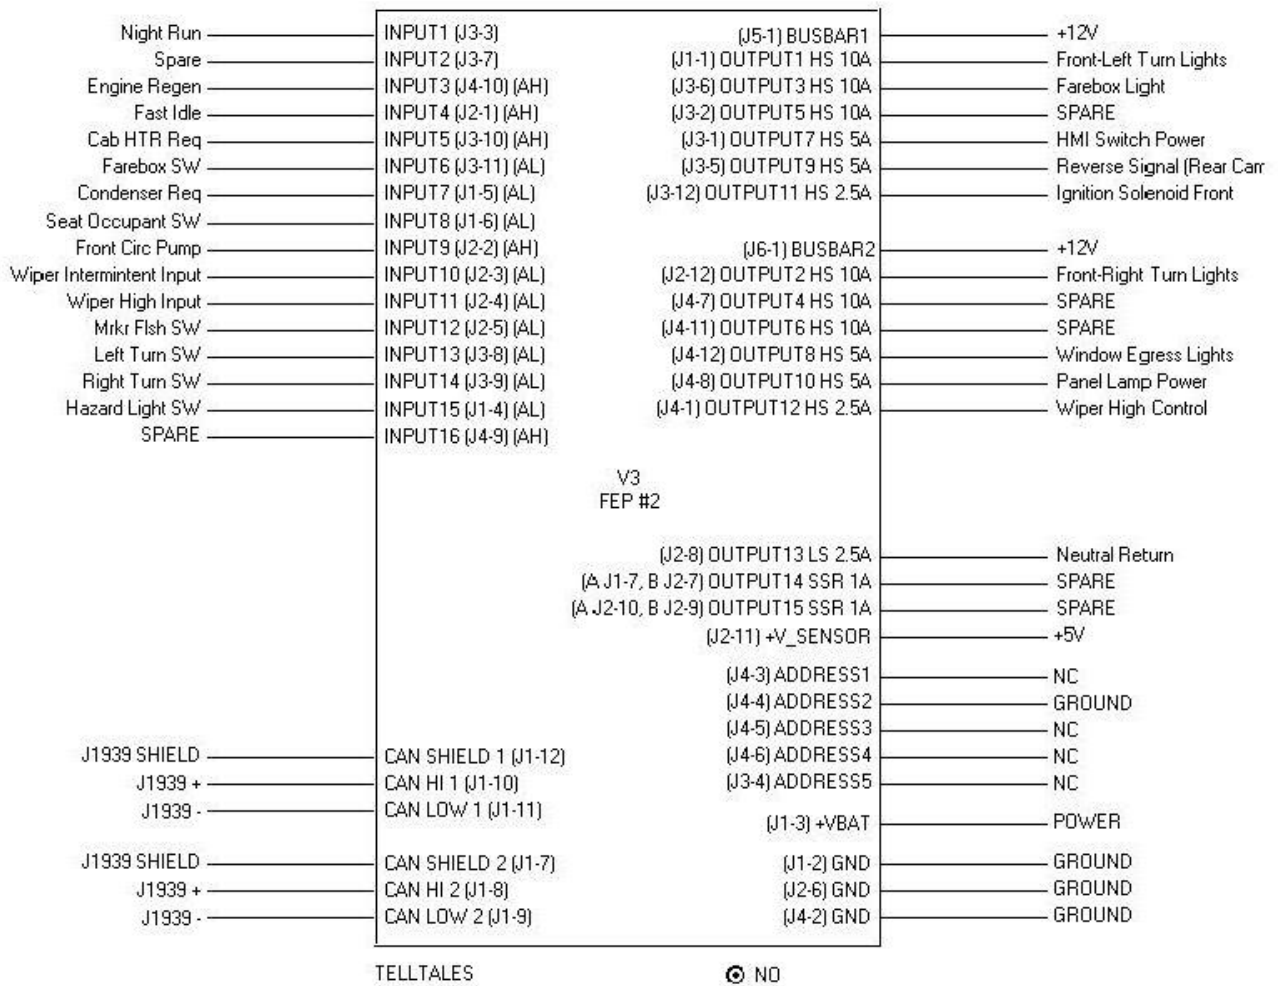 Night Run INPUT1 (J3-3) (J5-1) BUSBAR1 +12V
Spare INPUT2 (J3-7) (J1-1) OUTPUT1 HS 10A Front-Left Turn Lights
Engine Regen INPUT3 (J4-10) (AH) (J3-6) OUTPUT3 HS 10A Farebox Light
Fast Idle INPUT4 (J2-1) (AH) (J3-2) OUTPUT5 HS 10A SPARE
Cab HTR Req INPUT5 (J3-10) (AH) (J3-1) OUTPUT7 HS 5A HMI Switch Power
Farebox SW INPUT6 (J3-11) (AL) (J3-5) OUTPUT9 HS 5A Reverse Signal (Rear Cam
Condenser Req INPUT7 (J1-5) (AL) (J3-12) OUTPUT11 HS 2.5A Ignition Solenoid Front
Seat Occupant SW INPUT8 (J1-6) (AL)
Front Circ Pump INPUT9 (J2-2) (AH) (J6-1) BUSBAR2 +12V
Wiper Intermintent Input INPUT10 (J2-3) (AL) (J2-12) OUTPUT2 HS 10A Front-Right Turn Lights
Wiper High Input INPUT11 (J2-4) (AL) (J4-7) OUTPUT4 HS 10A SPARE
Mrkr Flsh SW INPUT12 (J2-5) (AL) (J4-11) OUTPUT6 HS 10A SPARE
Left Turn SW INPUT13 (J3-8) (AL) (J4-12) OUTPUT8 HS 5A Window Egress Lights
Right Turn SW INPUT14 (J3-9) (AL) (J4-8) OUTPUT10 HS 5A Panel Lamp Power
Hazard Light SW INPUT15 (J1-4) (AL) (J4-1) OUTPUT12 HS 2.5A Wiper High Control
SPARE INPUT16 (J4-9) (AH)
V3
FEP #2
(J2-8) OUTPUT13 LS 2.5A Neutral Return
(A J1-7, B J2-7) OUTPUT14 SSR 1A SPARE
(A J2-10, B J2-9) OUTPUT15 SSR 1A SPARE
(J2-11) +V_SENSOR +5V
(J4-3) ADDRESS1 NC
(J4-4) ADDRESS2 GROUND
(J4-5) ADDRESS3 NC
J1939 SHIELD CAN SHIELD 1 (J1-12) (J4-6) ADDRESS4 NC
J1939 + CAN HI 1 (J1-10) (J3-4) ADDRESS5 NC
J1939 - CAN LOW 1 (J1-11)
(J1-3) +VBAT POWER
J1939 SHIELD CAN SHIELD 2 (J1-7) (J1-2) GND GROUND
J1939 + CAN HI 2 (J1-8) (J2-6) GND GROUND
J1939 - CAN LOW 2 (J1-9) (J4-2) GND GROUND
TELLTALES NO